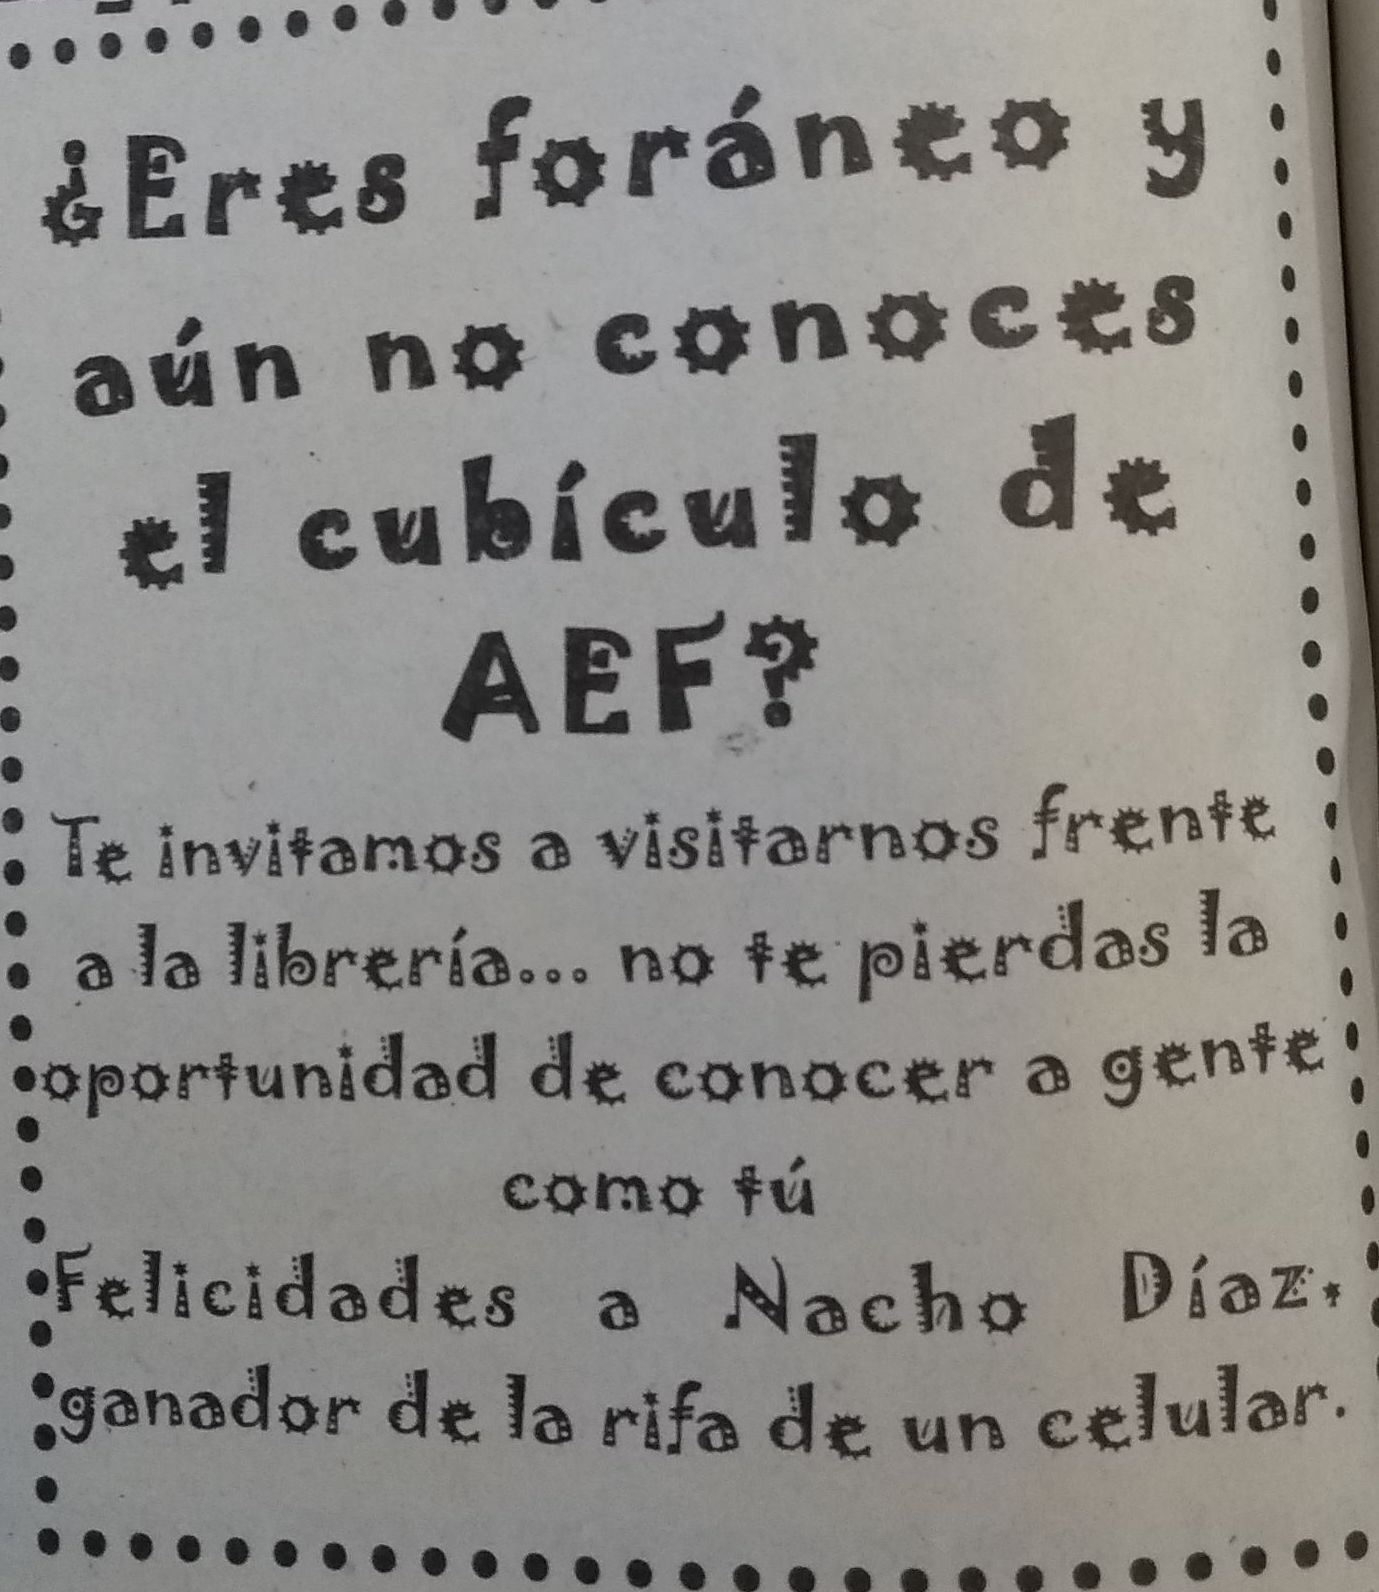 ¿Eres foráneo y
aún no conoces
el cubículo de
AEF?
Te invitamos a visitarnos frente
a la librería... no te pierdas la
oportunidad de conocer a gente
como tú
Felicidades a Nacho Díaz,
ganador de la rifa de un celular.